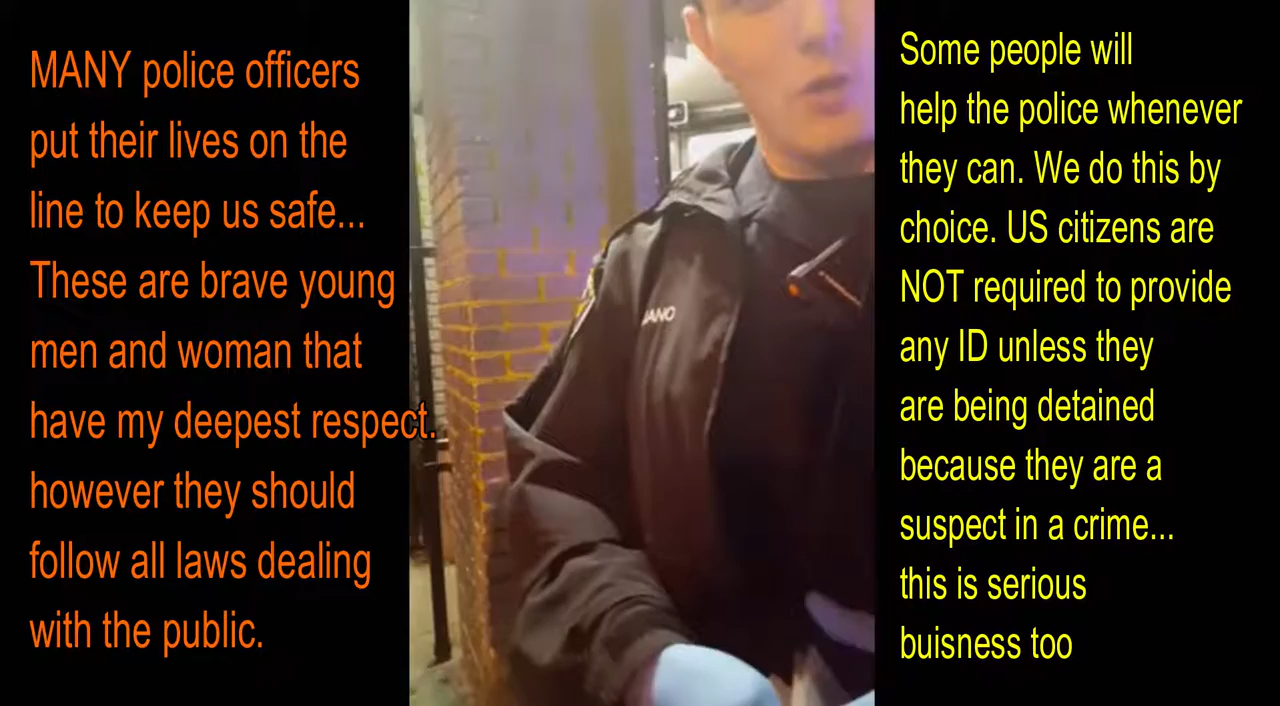 MANY police officers
put their lives on the
line to keep us safe...
These are brave young
men and woman that
have my deepest respect.
however they should
follow all laws dealing
with the public.
Some people will
help the police whenever
they can. We do this by
choice. US citizens are
NOT required to provide
any ID unless they
are being detained
because they are a
suspect in a crime...
this is serious
buisness too